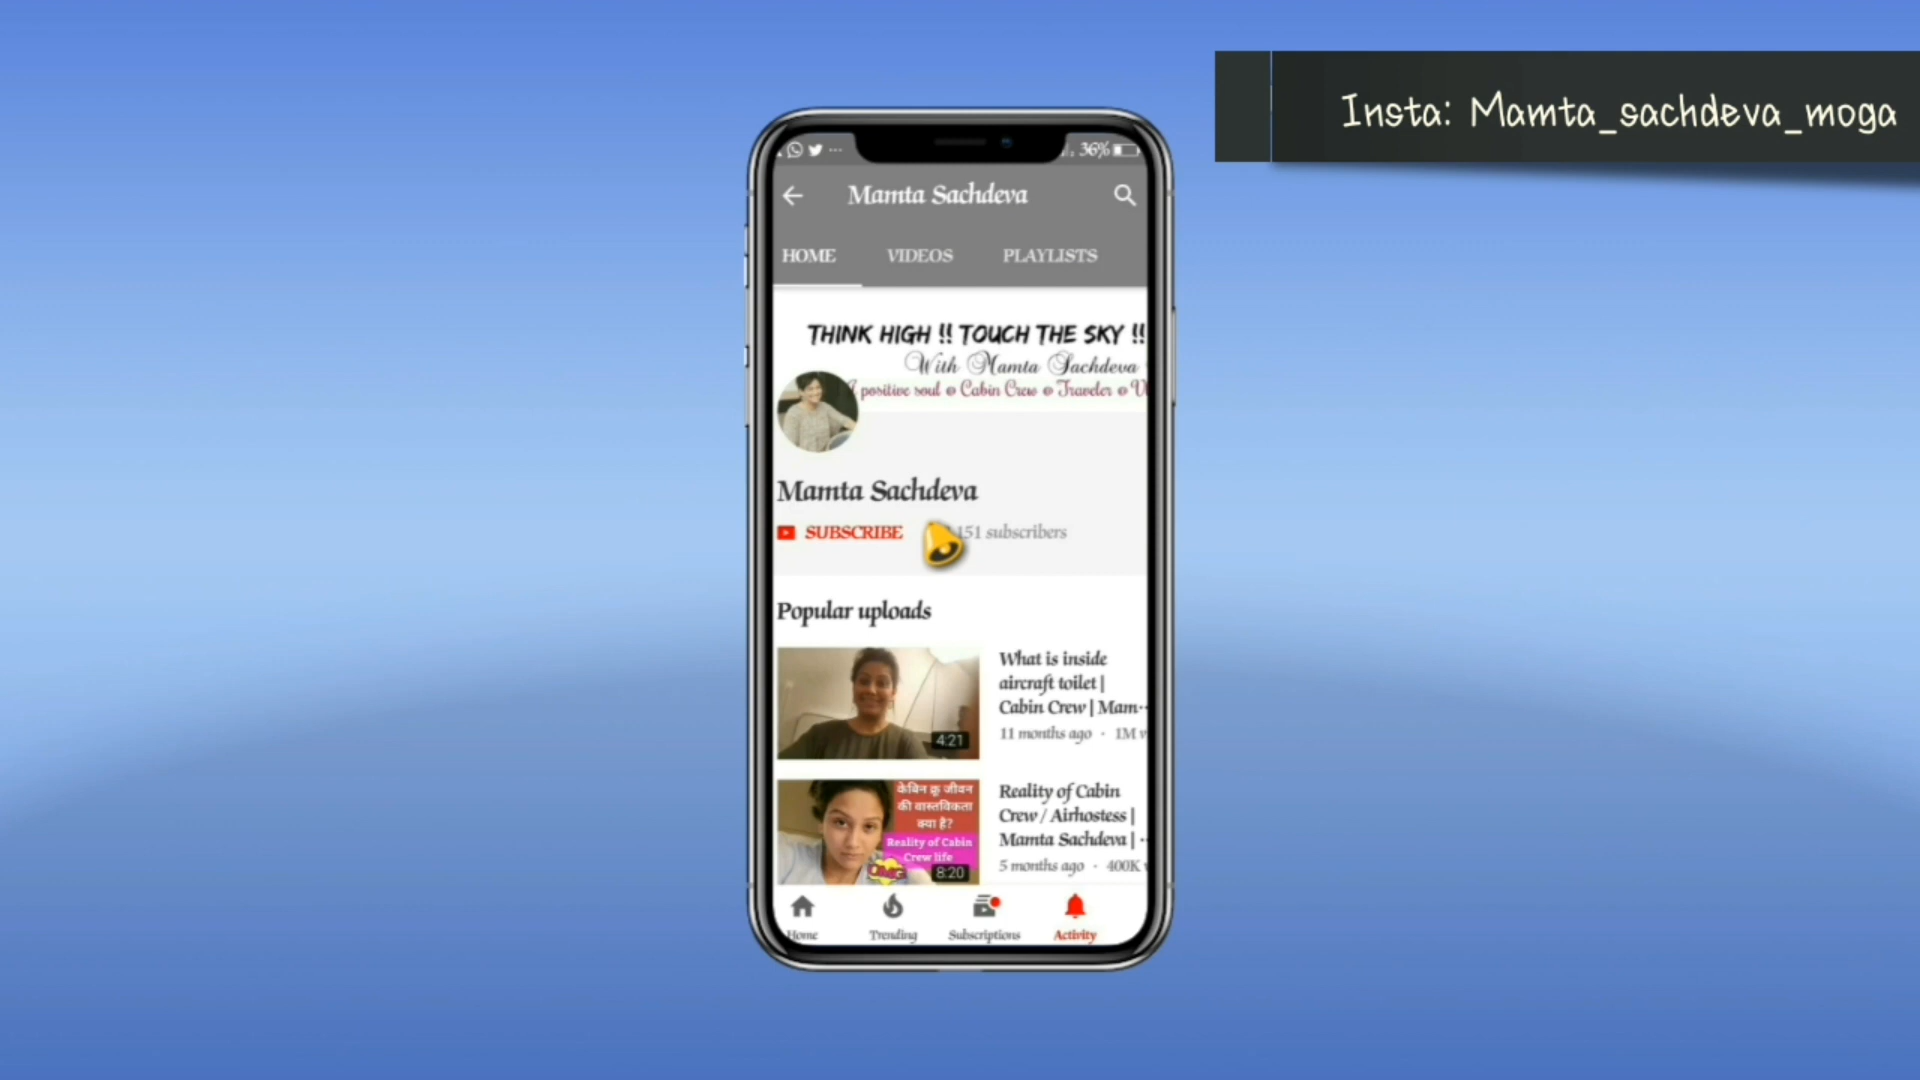 Insta: Mamta_sachdeva_moga
36%
Mamta Sachdeva
HOME VIDEOS PLAYLISTS
THINK HIGH !! TOUCH THE SKY !!
With Mamta Sachdeva
positive soul Cabin Crew Traveler
Mamta Sachdeva
SUBSCRIBE 151 subscribers
Popular uploads
What is inside
aircraft toilet |
Cabin Crew | Mam··
11 months ago · 1M
4:21
Reality of Cabin
Crew / Airhostess |
Mamta Sachdeva | ··
5 months ago · 400K
केबिन क्रू जीवन
की वास्तविकता
क्या है?
Reality of Cabin
Crew life
OMG
8:20
Home Trending Subscriptions Activity